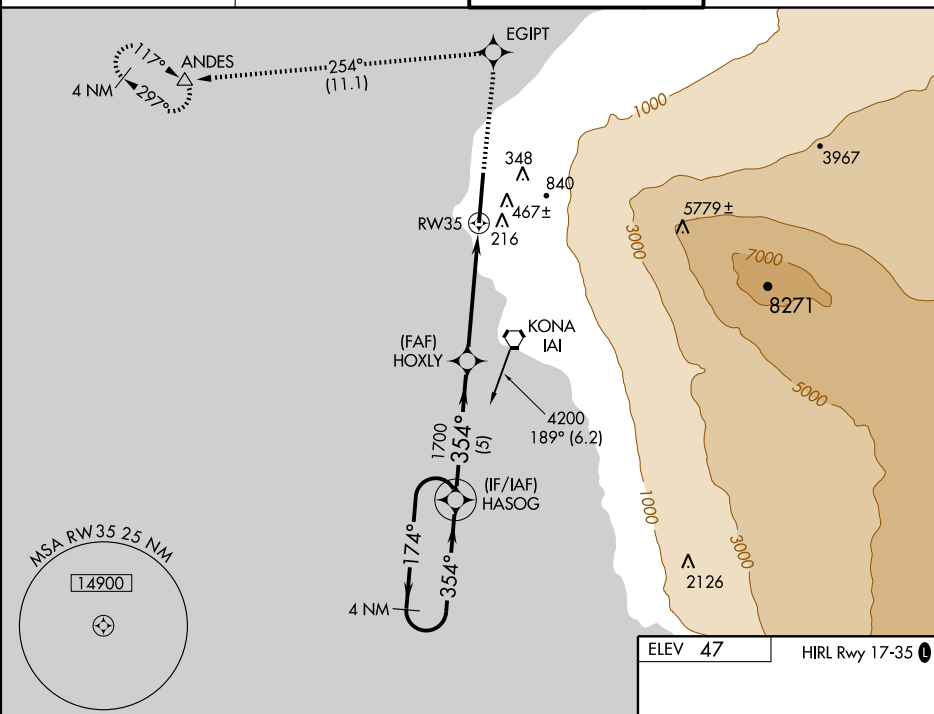 EGIPT
ANDES
117°
297°
4 NM
254°
(11.1)
1000
3967
348
840
467±
216
RW35
5779±
3000
7000
8271
KONA
IAI
(FAF)
HOXLY
5000
4200
189° (6.2)
1700
354°
(5)
(IF/IAF)
HASOG
174°
354°
4 NM
1000
3000
2126
MSA RW35 25 NM
14900
ELEV 47
HIRL Rwy 17-35 L